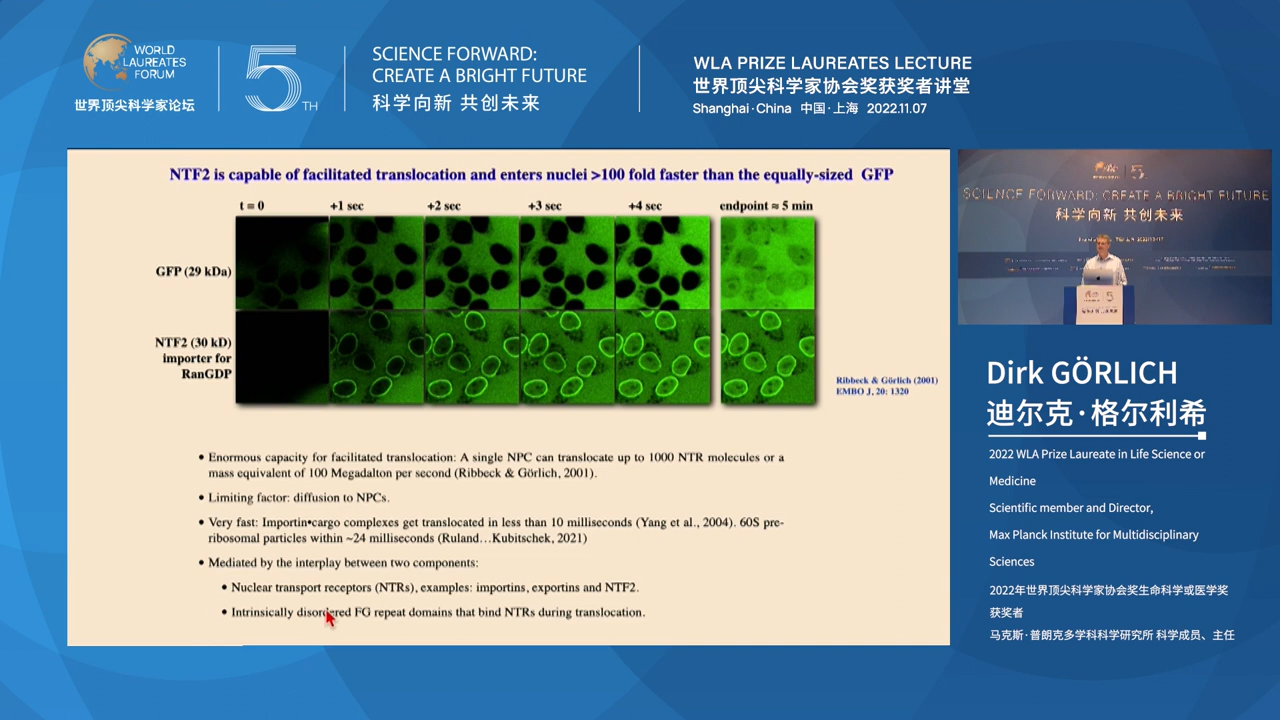 WORLD
LAUREATES
FORUM
世界顶尖科学家论坛
5TH
SCIENCE FORWARD:
CREATE A BRIGHT FUTURE
科学向新 共创未来
WLA PRIZE LAUREATES LECTURE
世界顶尖科学家协会奖获奖者讲堂
Shanghai·China 中国·上海 2022.11.07
NTF2 is capable of facilitated translocation and enters nuclei >100 fold faster than the equally-sized GFP
t = 0 +1 sec +2 sec +3 sec +4 sec endpoint ≈ 5 min
GFP (29 kDa)
NTF2 (30 kD)
importer for
RanGDP
Ribbeck & Görlich (2001)
EMBO J, 20: 1320
• Enormous capacity for facilitated translocation: A single NPC can translocate up to 1000 NTR molecules or a
mass equivalent of 100 Megadalton per second (Ribbeck & Görlich, 2001).
• Limiting factor: diffusion to NPCs.
• Very fast: Importin•cargo complexes get translocated in less than 10 milliseconds (Yang et al., 2004). 60S pre-
ribosomal particles within ~24 milliseconds (Ruland…Kubitschek, 2021)
• Mediated by the interplay between two components:
• Nuclear transport receptors (NTRs), examples: importins, exportins and NTF2.
• Intrinsically disordered FG repeat domains that bind NTRs during translocation.
5
SCIENCE FORWARD: CREATE A BRIGHT FUTURE
科学向新 共创未来
5
Dirk GÖRLICH
迪尔克·格尔利希
2022 WLA Prize Laureate in Life Science or
Medicine
Scientific member and Director,
Max Planck Institute for Multidisciplinary
Sciences
2022年世界顶尖科学家协会奖生命科学或医学奖
获奖者
马克斯·普朗克多学科科学研究所 科学成员、主任